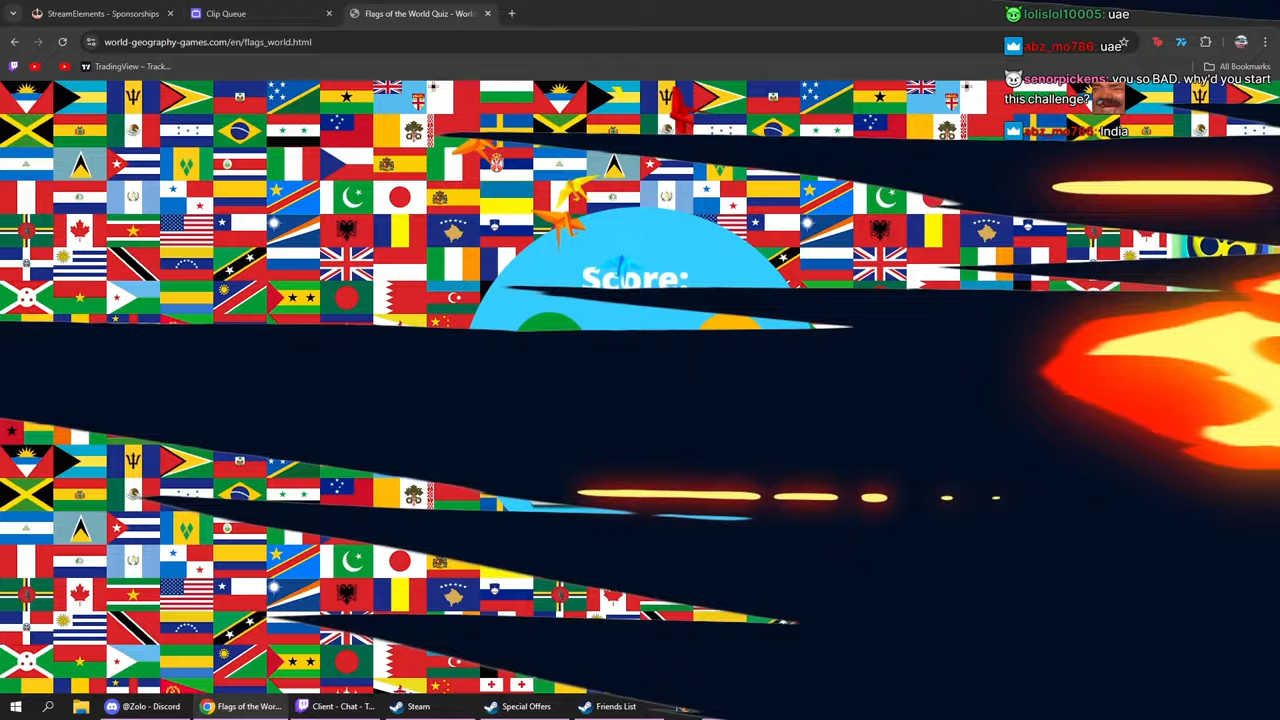 StreamElements - Sponsorships
Clip Queue
Flags of the World Quiz - Worl
lolislol10005: uae
world-geography-games.com/en/flags_world.html
abz_mo786: uae
TradingView – Track...
All Bookmarks
senorpickens: you so BAD. why'd you start
this challenge?
abz_mo786: India
Score:
@Zolo - Discord
Flags of the Wor...
Client - Chat - T...
Steam
Special Offers
Friends List